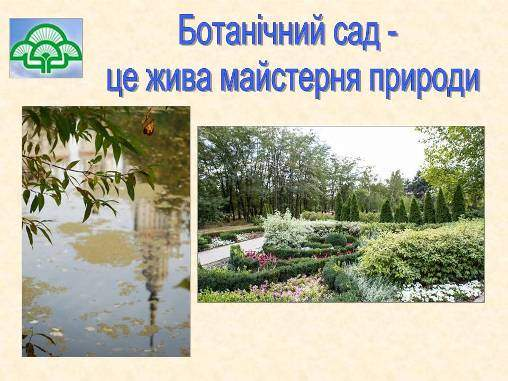 Ботанічний сад -
це жива майстерня природи